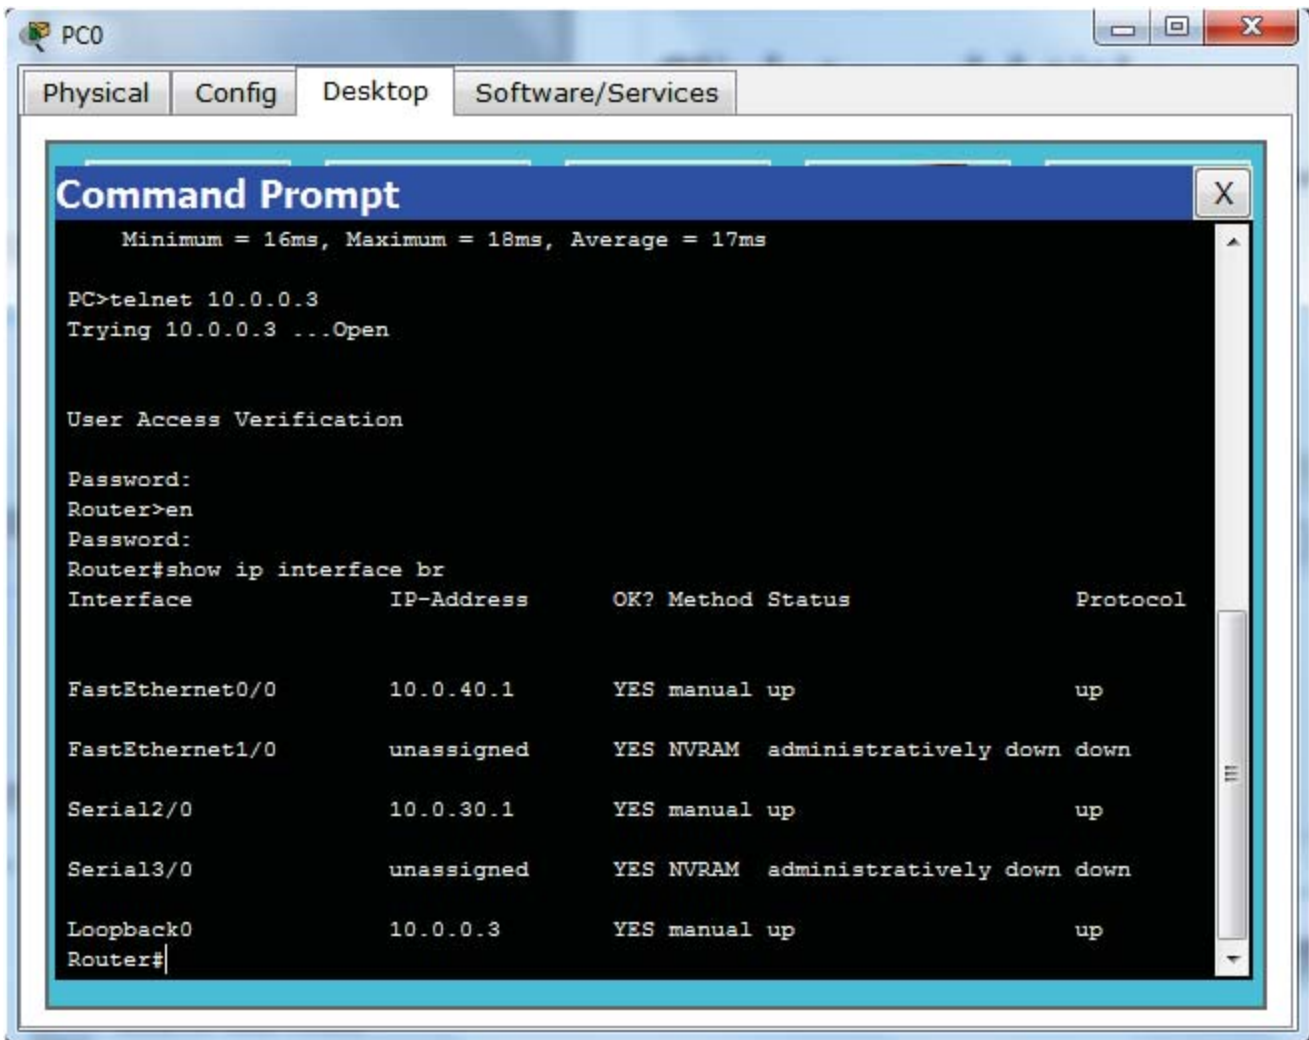 PC0
Physical Config Desktop Software/Services
Command Prompt
X
Minimum = 16ms, Maximum = 18ms, Average = 17ms
PC>telnet 10.0.0.3
Trying 10.0.0.3 ...Open
User Access Verification
Password:
Router>en
Password:
Router#show ip interface br
Interface IP-Address OK? Method Status Protocol
FastEthernet0/0 10.0.40.1 YES manual up up
FastEthernet1/0 unassigned YES NVRAM administratively down down
Serial2/0 10.0.30.1 YES manual up up
Serial3/0 unassigned YES NVRAM administratively down down
Loopback0 10.0.0.3 YES manual up up
Router#